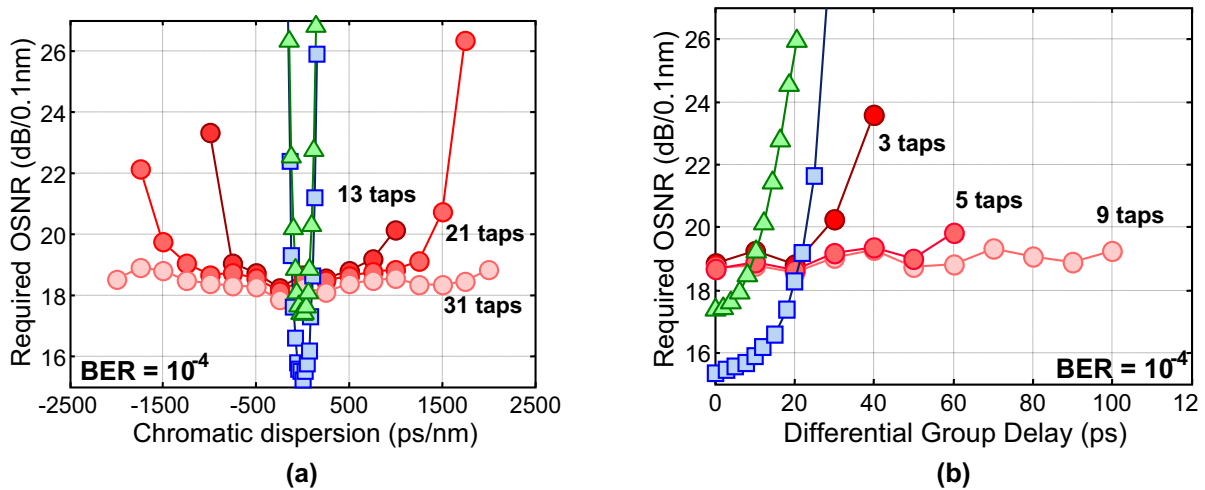 26
24
22
20
18
16
Required OSNR (dB/0.1nm)
13 taps
21 taps
31 taps
BER = 10-4
-2500 -1500 -500 500 1500 2500
Chromatic dispersion (ps/nm)
(a)
26
24
22
20
18
16
Required OSNR (dB/0.1nm)
3 taps
5 taps
9 taps
BER = 10-4
0 20 40 60 80 100 12
Differential Group Delay (ps)
(b)